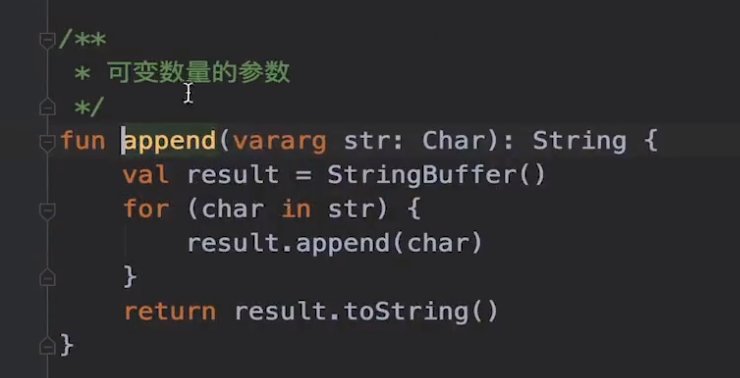 /**
 * 可变数量的参数
 */
fun append(vararg str: Char): String {
    val result = StringBuffer()
    for (char in str) {
        result.append(char)
    }
    return result.toString()
}